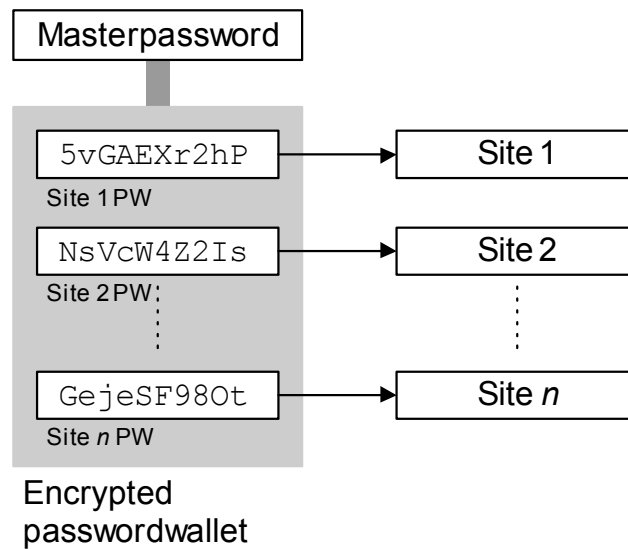 Masterpassword
5vGAEXr2hP
Site 1
Site 1 PW
NsVcW4Z2Is
Site 2
Site 2 PW
GejeSF98Ot
Site n
Site n PW
Encrypted
passwordwallet